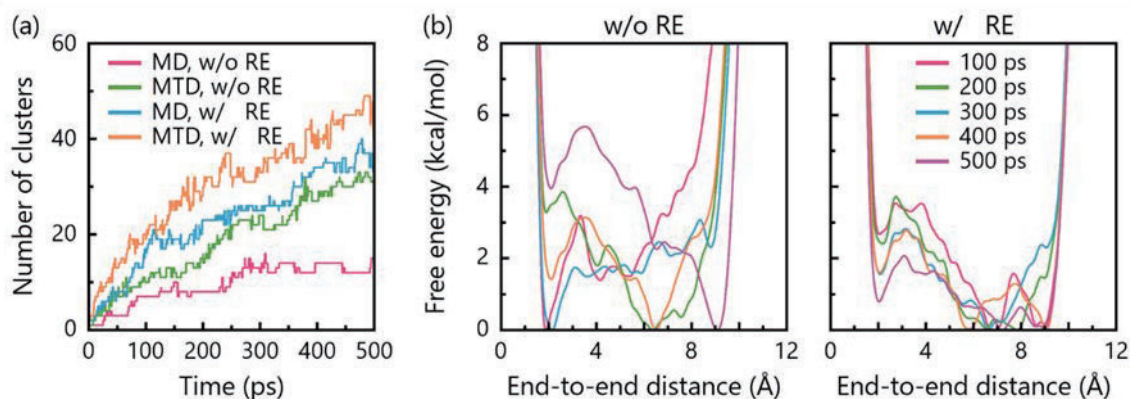 (a)
60
40
20
0
Number of clusters
MD, w/o RE
MTD, w/o RE
MD, w/ RE
MTD, w/ RE
0 100 200 300 400 500
Time (ps)
(b)
w/o RE
8
6
4
2
0
Free energy (kcal/mol)
0 4 8 12
End-to-end distance (Å)
w/ RE
100 ps
200 ps
300 ps
400 ps
500 ps
0 4 8 12
End-to-end distance (Å)